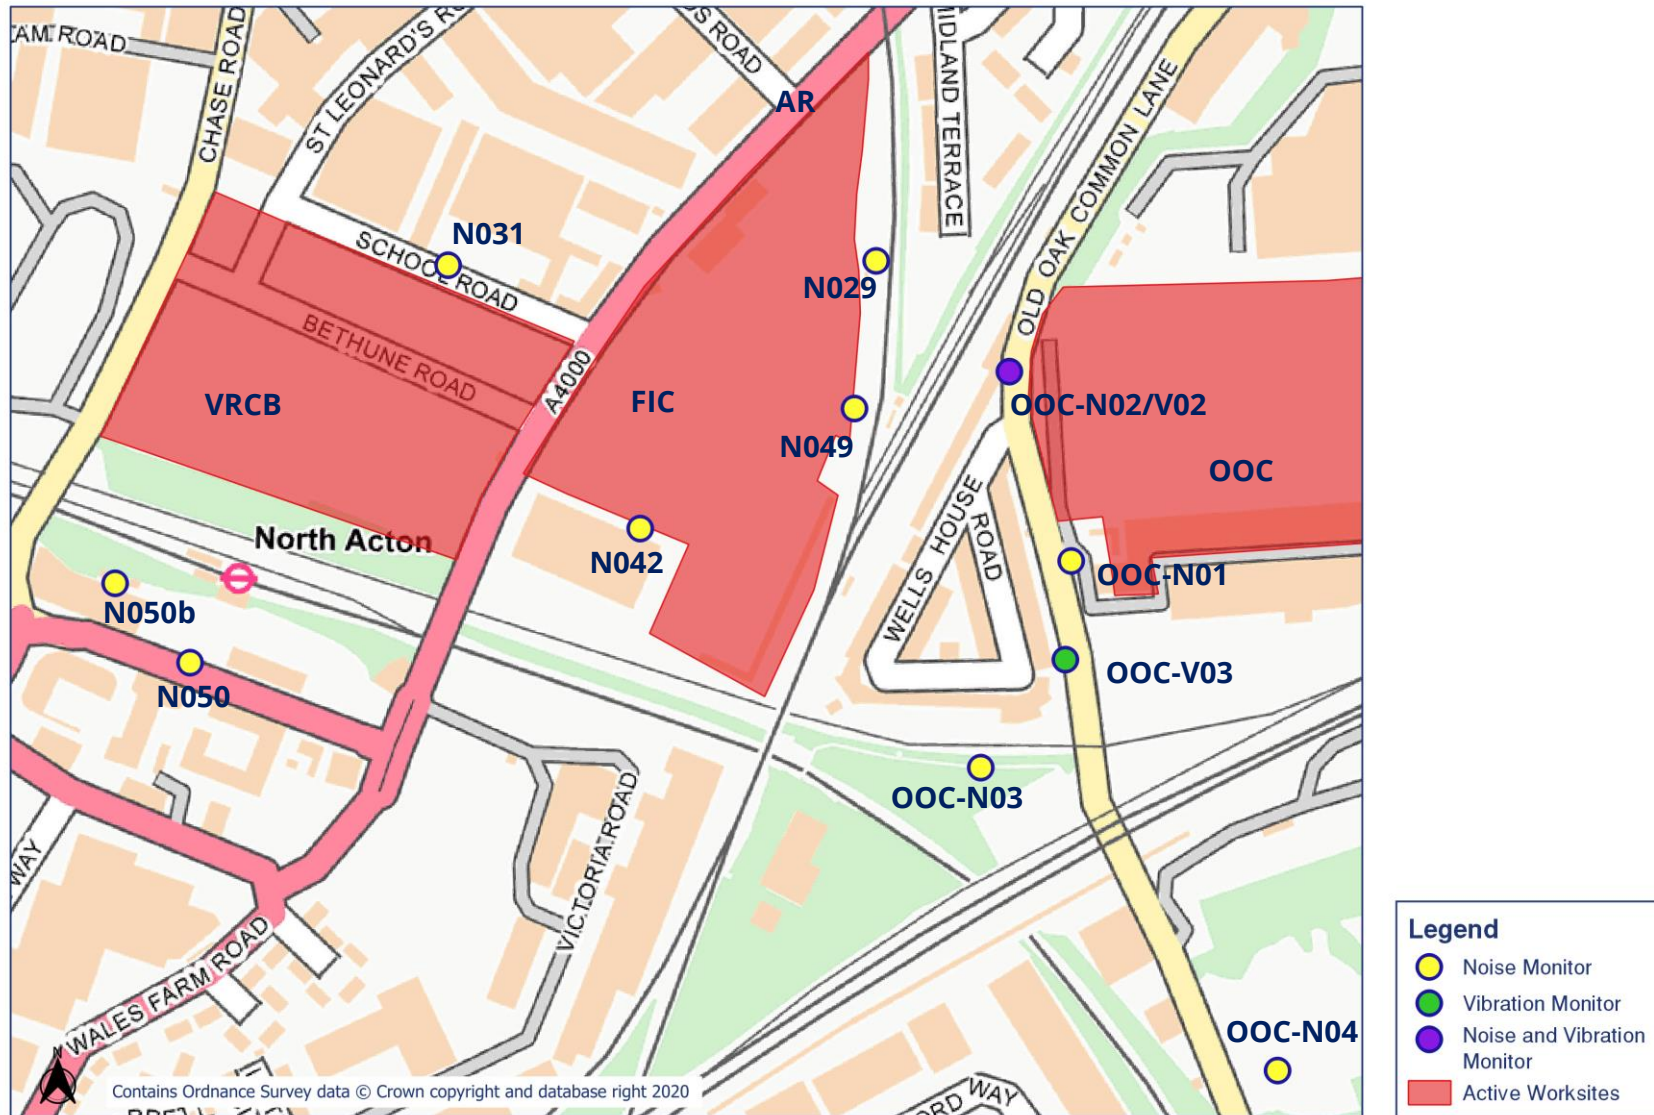 AM ROAD
CHASE ROAD
ST LEONARD'S RO
US ROAD
MIDLAND TERRACE
OLD OAK COMMON LANE
AR
N031
SCHOOL ROAD
N029
BETHUNE ROAD
A4000
VRCB
FIC
OOC-N02/V02
N049
OOC
North Acton
WELLS HOUSE
ROAD
N042
OOC-N01
N050b
N050
OOC-V03
OOC-N03
VICTORIA ROAD
WAY
WALES FARM ROAD
OOC-N04
N
Contains Ordnance Survey data © Crown copyright and database right 2020
ORD WAY
Legend
Noise Monitor
Vibration Monitor
Noise and Vibration
Monitor
Active Worksites